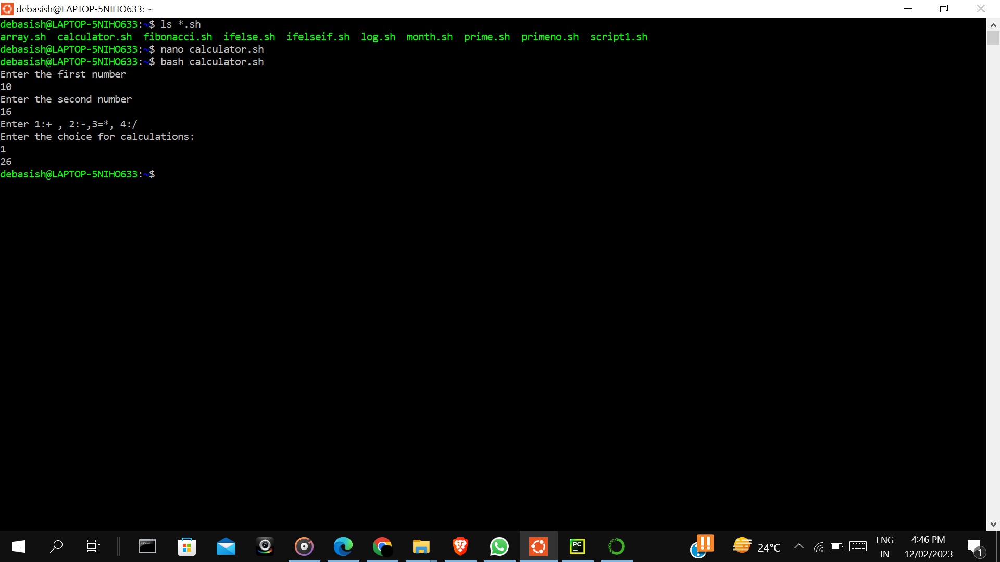 debasish@LAPTOP-5NIHO633: ~
debasish@LAPTOP-5NIHO633:~$ ls *.sh
array.sh  calculator.sh  fibonacci.sh  ifelse.sh  ifelseif.sh  log.sh  month.sh  prime.sh  primeno.sh  script1.sh
debasish@LAPTOP-5NIHO633:~$ nano calculator.sh
debasish@LAPTOP-5NIHO633:~$ bash calculator.sh
Enter the first number
10
Enter the second number
16
Enter 1:+ , 2:-,3=*, 4:/
Enter the choice for calculations:
1
26
debasish@LAPTOP-5NIHO633:~$
C:\_
PC
24°C
ENG
IN
4:46 PM
12/02/2023
1